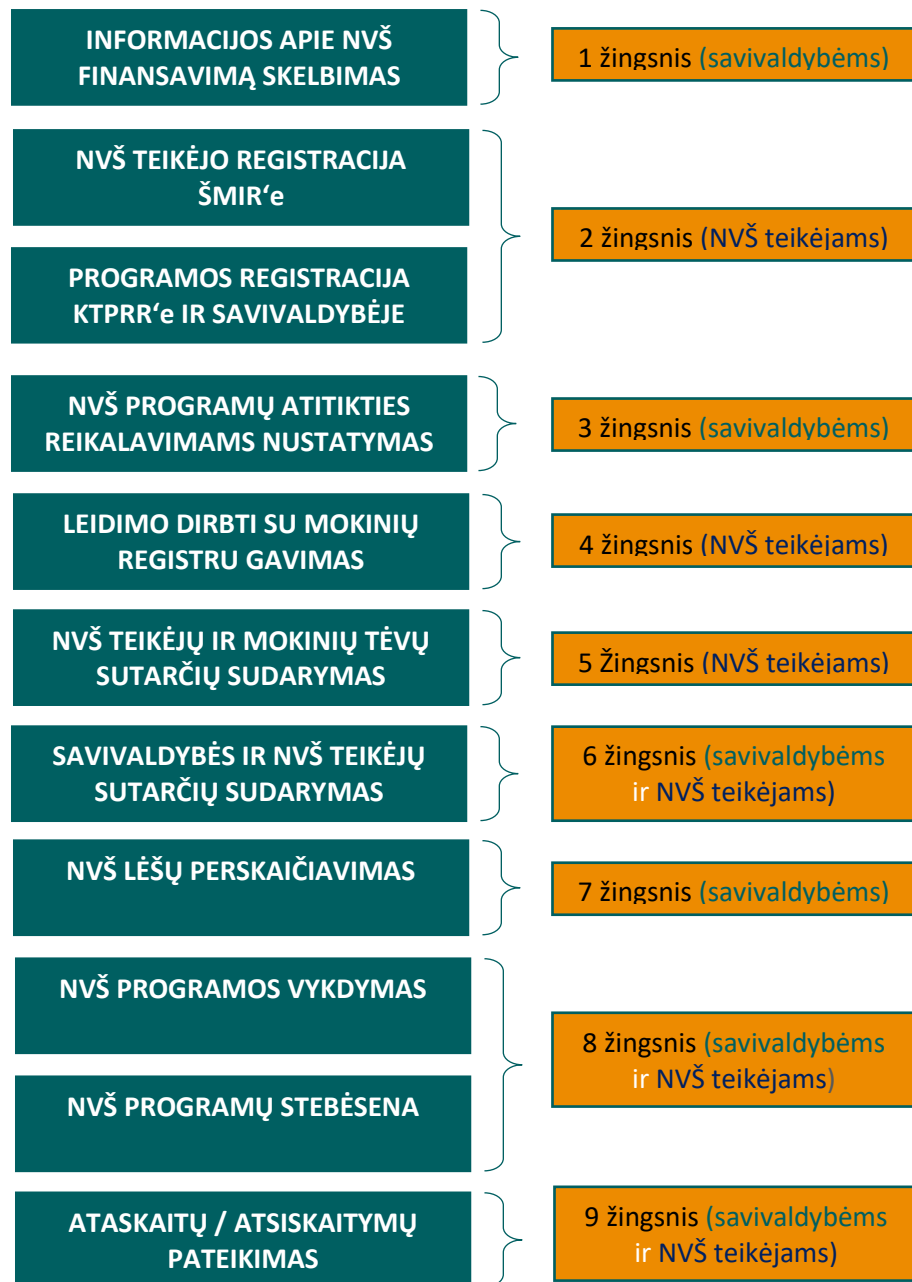 INFORMACIJOS APIE NVŠ
FINANSAVIMĄ SKELBIMAS
1 žingsnis (savivaldybėms)
NVŠ TEIKĖJO REGISTRACIJA
ŠMIR‘e
PROGRAMOS REGISTRACIJA
KTPRR‘e IR SAVIVALDYBĖJE
2 žingsnis (NVŠ teikėjams)
NVŠ PROGRAMŲ ATITIKTIES
REIKALAVIMAMS NUSTATYMAS
3 žingsnis (savivaldybėms)
LEIDIMO DIRBTI SU MOKINIŲ
REGISTRU GAVIMAS
4 žingsnis (NVŠ teikėjams)
NVŠ TEIKĖJŲ IR MOKINIŲ TĖVŲ
SUTARČIŲ SUDARYMAS
5 Žingsnis (NVŠ teikėjams)
SAVIVALDYBĖS IR NVŠ TEIKĖJŲ
SUTARČIŲ SUDARYMAS
6 žingsnis (savivaldybėms
ir NVŠ teikėjams)
NVŠ LĖŠŲ PERSKAIČIAVIMAS
7 žingsnis (savivaldybėms)
NVŠ PROGRAMOS VYKDYMAS
NVŠ PROGRAMŲ STEBĖSENA
8 žingsnis (savivaldybėms
ir NVŠ teikėjams)
ATASKAITŲ / ATSISKAITYMŲ
PATEIKIMAS
9 žingsnis (savivaldybėms
ir NVŠ teikėjams)